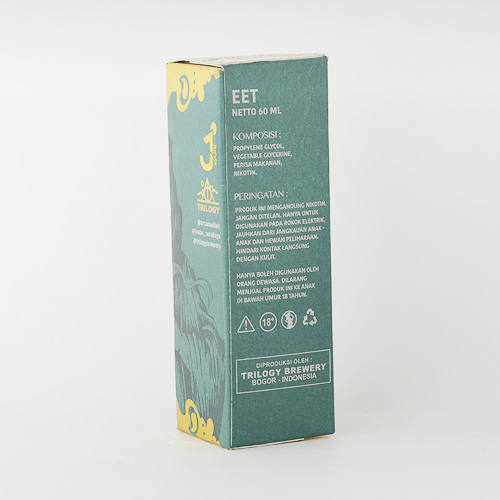 EET
NETTO 60 ML
KOMPOSISI :
PROPYLENE GLYCOL,
VEGETABLE GLYCERINE,
PERISA MAKANAN,
NIKOTIN.
PERINGATAN :
PRODUK INI MENGANDUNG NIKOTIN.
JANGAN DITELAN. HANYA UNTUK
DIGUNAKAN PADA ROKOK ELEKTRIK.
JAUHKAN DARI JANGKAUAN ANAK -
ANAK DAN HEWAN PELIHARAAN.
HINDARI KONTAK LANGSUNG
DENGAN KULIT.
HANYA BOLEH DIGUNAKAN OLEH
ORANG DEWASA. DILARANG
MENJUAL PRODUK INI KE ANAK
DI BAWAH UMUR 18 TAHUN.
18+
DIPRODUKSI OLEH :
TRILOGY BREWERY
BOGOR - INDONESIA
TRILOGY
@trilogybrewery